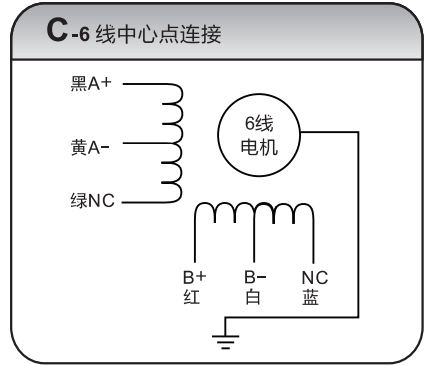 C-6 线中心点连接
黑A+
黄A-
绿NC
6线
电机
B+ B- NC
红 白 蓝